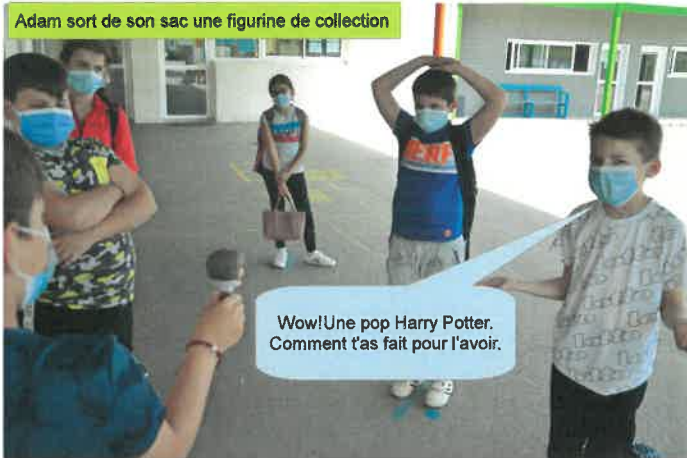 Adam sort de son sac une figurine de collection
Wow!Une pop Harry Potter.
Comment t'as fait pour l'avoir.